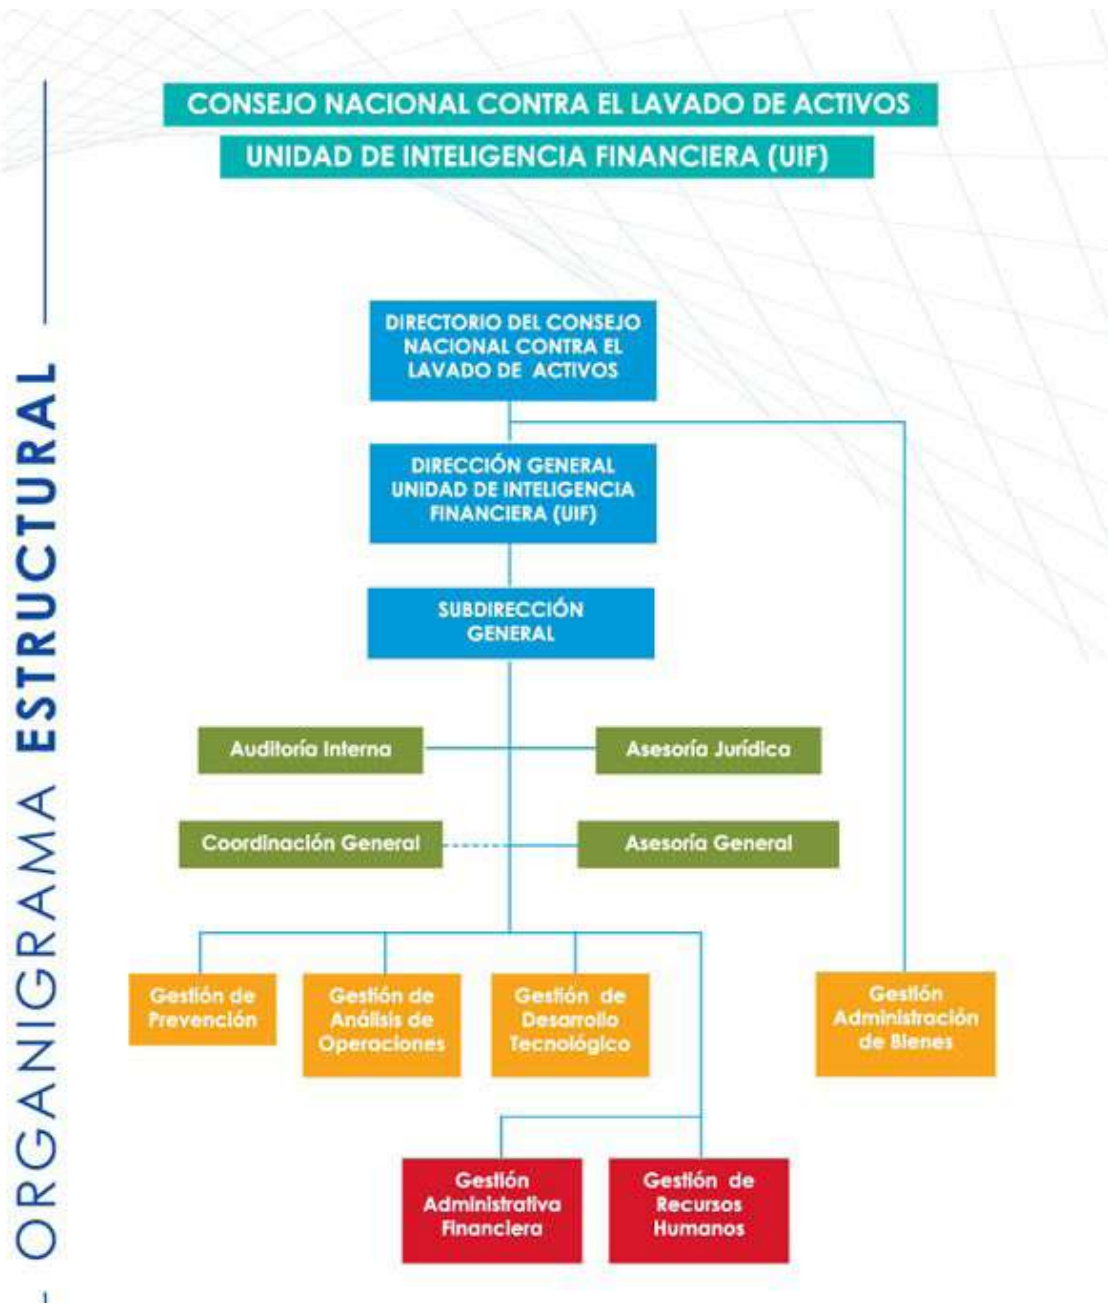 CONSEJO NACIONAL CONTRA EL LAVADO DE ACTIVOS
UNIDAD DE INTELIGENCIA FINANCIERA (UIF)
ORGANIGRAMA ESTRUCTURAL
DIRECTORIO DEL CONSEJO
NACIONAL CONTRA EL
LAVADO DE ACTIVOS
DIRECCIÓN GENERAL
UNIDAD DE INTELIGENCIA
FINANCIERA (UIF)
SUBDIRECCIÓN
GENERAL
Auditoría Interna
Asesoría Jurídica
Coordinación General
Asesoría General
Gestión de
Prevención
Gestión de
Análisis de
Operaciones
Gestión de
Desarrollo
Tecnológico
Gestión
Administración
de Bienes
Gestión
Administrativa
Financiera
Gestión de
Recursos
Humanos